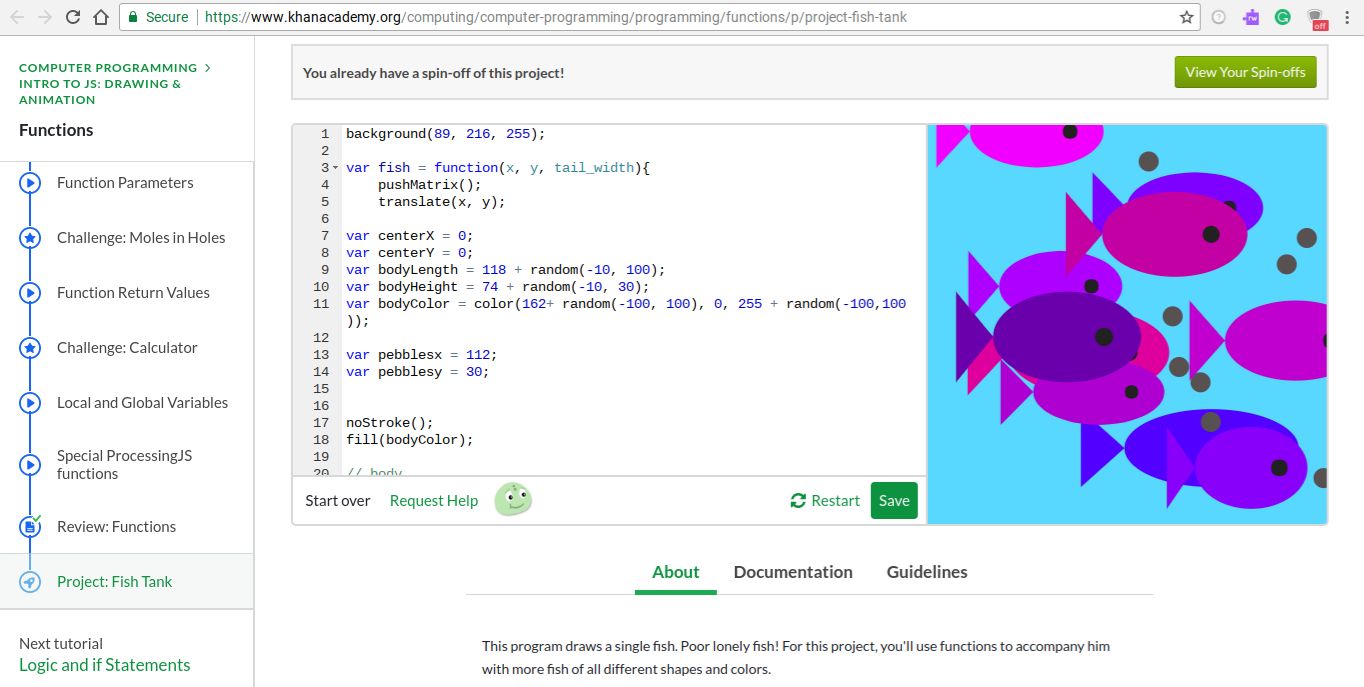 Secure https://www.khanacademy.org/computing/computer-programming/programming/functions/p/project-fish-tank
off
COMPUTER PROGRAMMING >
INTRO TO JS: DRAWING &
ANIMATION
Functions
Function Parameters
Challenge: Moles in Holes
Function Return Values
Challenge: Calculator
Local and Global Variables
Special ProcessingJS
functions
Review: Functions
Project: Fish Tank
Next tutorial
Logic and if Statements
You already have a spin-off of this project!
View Your Spin-offs
1 background(89, 216, 255);
2
3 var fish = function(x, y, tail_width){
4 pushMatrix();
5 translate(x, y);
6
7 var centerX = 0;
8 var centerY = 0;
9 var bodyLength = 118 + random(-10, 100);
10 var bodyHeight = 74 + random(-10, 30);
11 var bodyColor = color(162+ random(-100, 100), 0, 255 + random(-100,100
));
12
13 var pebblesx = 112;
14 var pebblesy = 30;
15
16
17 noStroke();
18 fill(bodyColor);
19
20 // body
Start over Request Help Restart Save
About Documentation Guidelines
This program draws a single fish. Poor lonely fish! For this project, you'll use functions to accompany him
with more fish of all different shapes and colors.